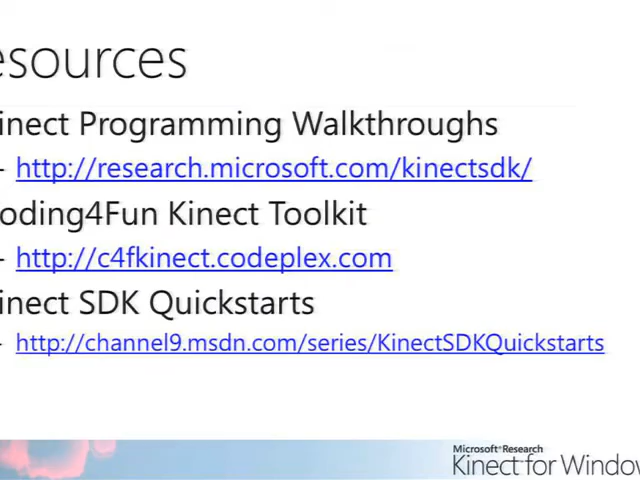 esources
inect Programming Walkthroughs
- http://research.microsoft.com/kinectsdk/
oding4Fun Kinect Toolkit
- http://c4fkinect.codeplex.com
inect SDK Quickstarts
- http://channel9.msdn.com/series/KinectSDKQuickstarts
Microsoft® Research
Kinect for Window